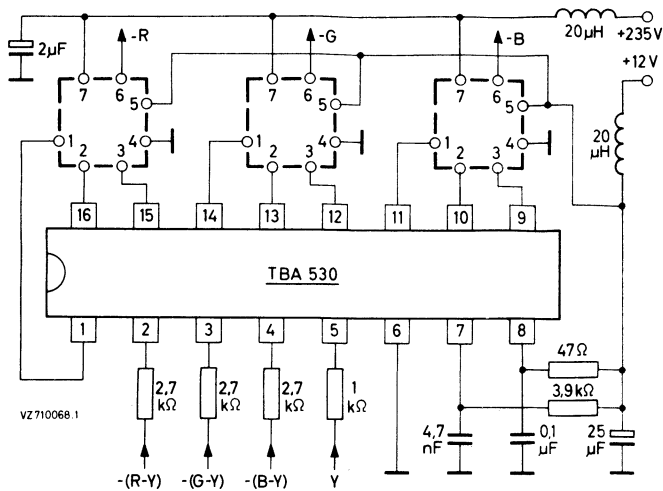 -R -G -B 20μH +235V
2μF +12V
7 6 7 6 7 6
5 5 5
20
μH
1 4 1 4 1 4
2 3 2 3 2 3
16 15 14 13 12 11 10 9
TBA 530
1 2 3 4 5 6 7 8
47Ω
2,7 2,7 2,7 1
kΩ kΩ kΩ kΩ
3,9kΩ
VZ 710068.1
4,7 0,1 25
nF μF μF
-(R-Y) -(G-Y) -(B-Y) Y